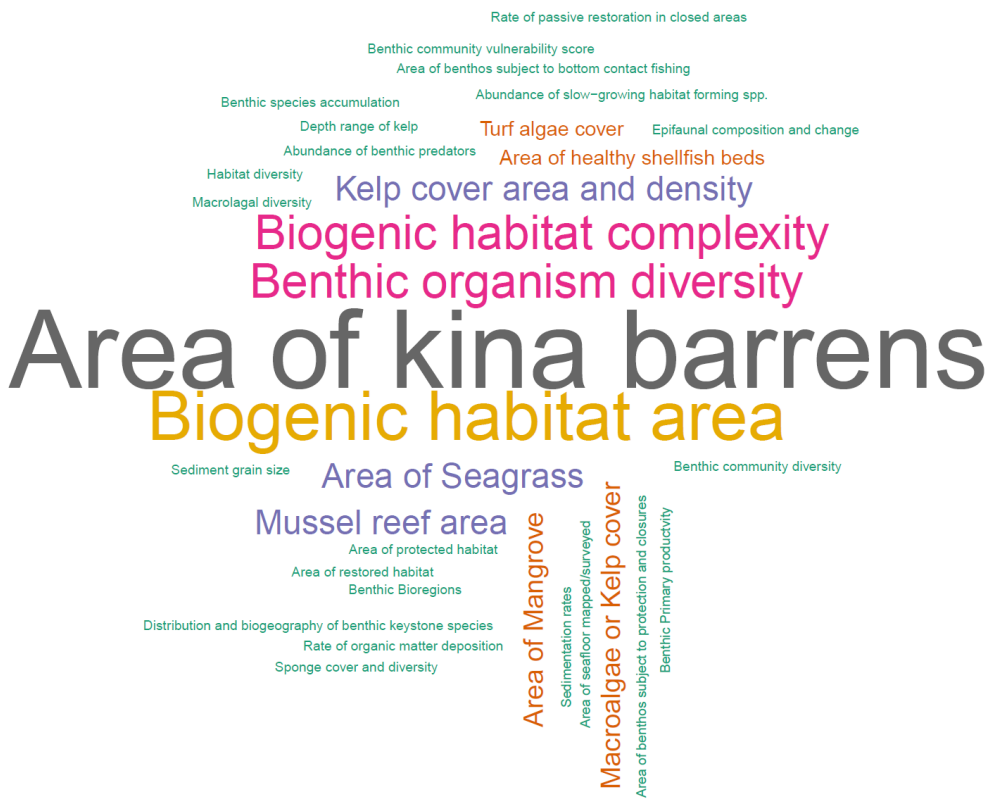 Rate of passive restoration in closed areas
Benthic community vulnerability score
Area of benthos subject to bottom contact fishing
Abundance of slow−growing habitat forming spp.
Benthic species accumulation
Depth range of kelp
Turf algae cover
Epifaunal composition and change
Abundance of benthic predators
Area of healthy shellfish beds
Habitat diversity
Kelp cover area and density
Macrolagal diversity
Biogenic habitat complexity
Benthic organism diversity
Area of kina barrens
Biogenic habitat area
Sediment grain size
Area of Seagrass
Benthic community diversity
Mussel reef area
Area of protected habitat
Area of restored habitat
Benthic Bioregions
Distribution and biogeography of benthic keystone species
Rate of organic matter deposition
Sponge cover and diversity
Area of Mangrove
Sedimentation rates
Area of seafloor mapped/surveyed
Macroalgae or Kelp cover
Area of benthos subject to protection and closures
Benthic Primary productvity